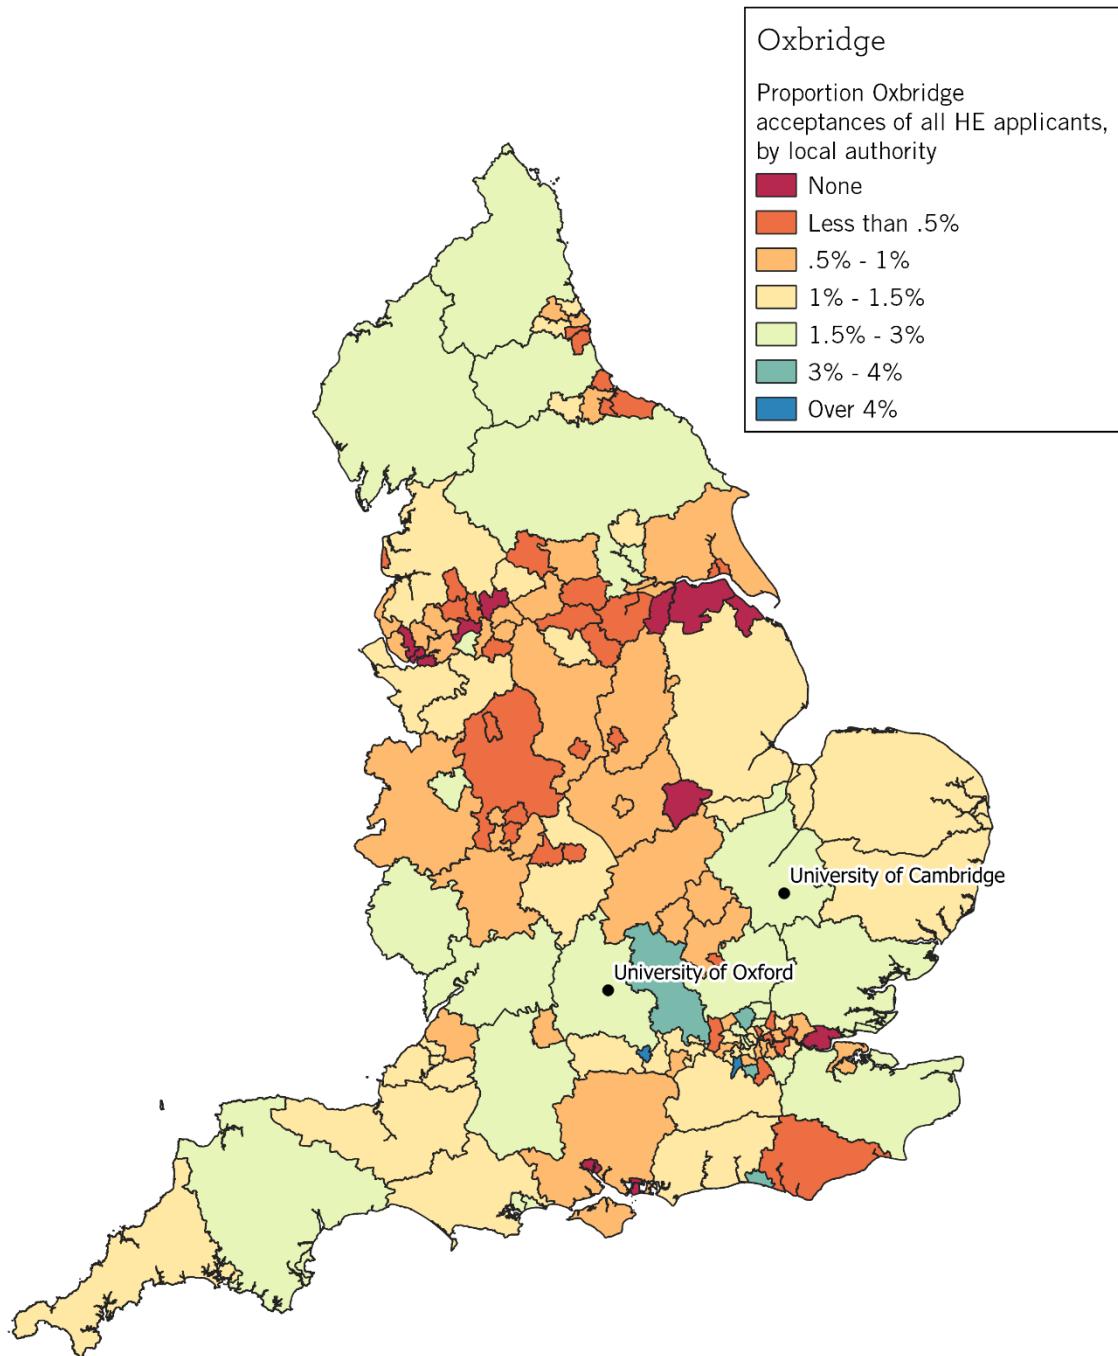 Oxbridge
Proportion Oxbridge
acceptances of all HE applicants,
by local authority
None
Less than .5%
.5% - 1%
1% - 1.5%
1.5% - 3%
3% - 4%
Over 4%
University of Cambridge
University of Oxford